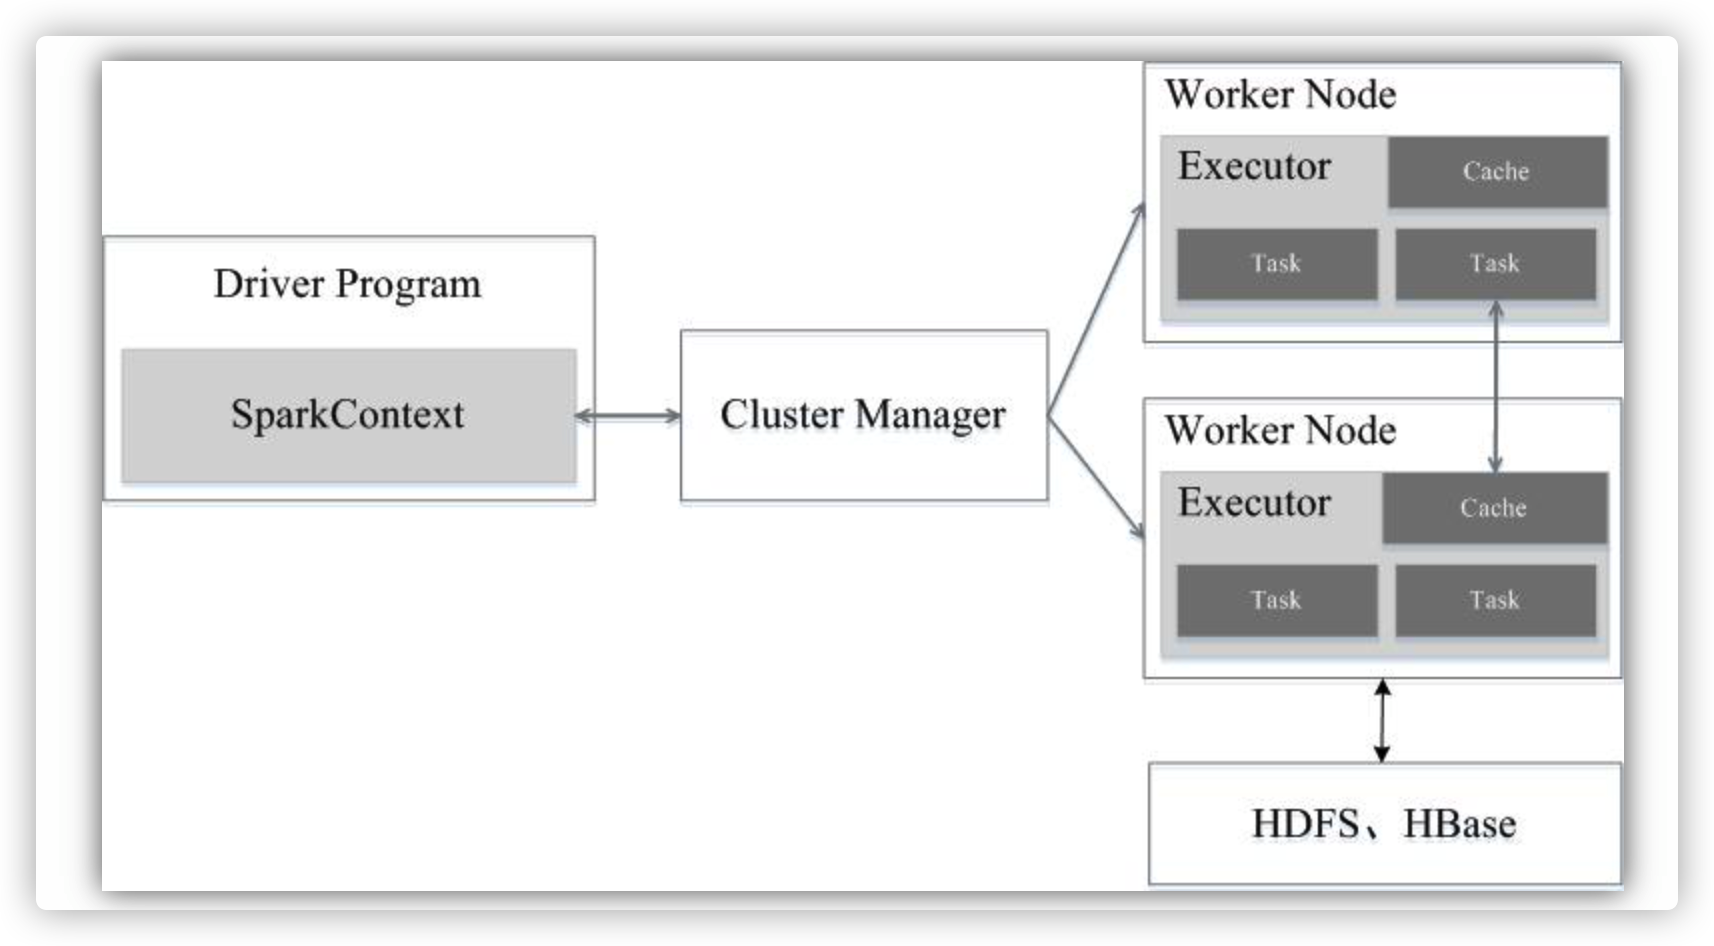 Driver Program
SparkContext
Cluster Manager
Worker Node
Executor
Cache
Task
Task
Worker Node
Executor
Cache
Task
Task
HDFS、HBase